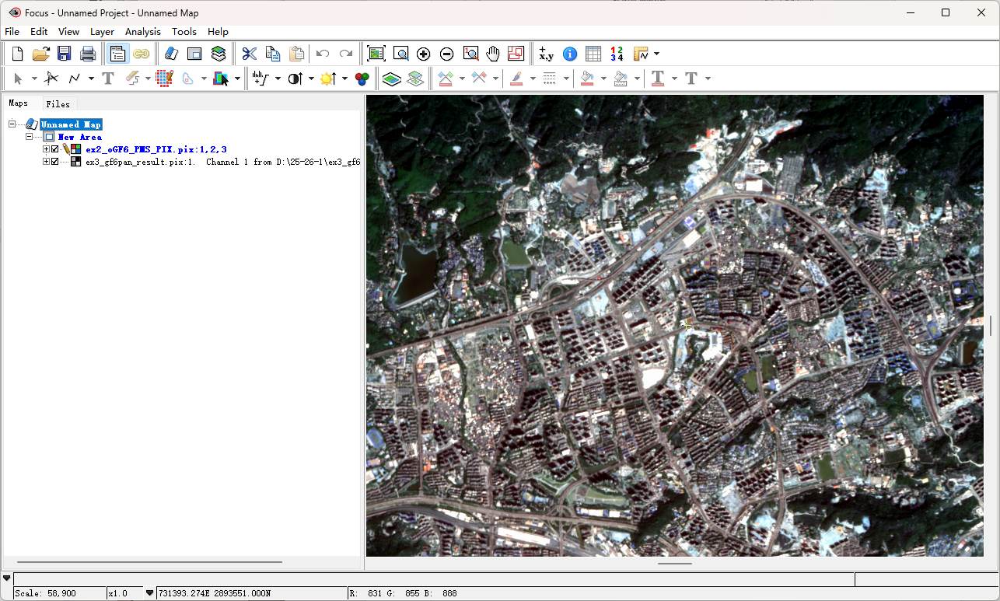 Focus - Unnamed Project - Unnamed Map
File Edit View Layer Analysis Tools Help
+x,y 1 2 3 4
T T T
Maps Files
Unnamed Map
New Area
ex2_oGF6_PMS_PIX.pix:1,2,3
ex3_gf6pan_result.pix:1. Channel 1 from D:\25-26-1\ex3_gf6
Scale: 58,900 x1.0 731393.274E 2893551.000N R: 831 G: 855 B: 888